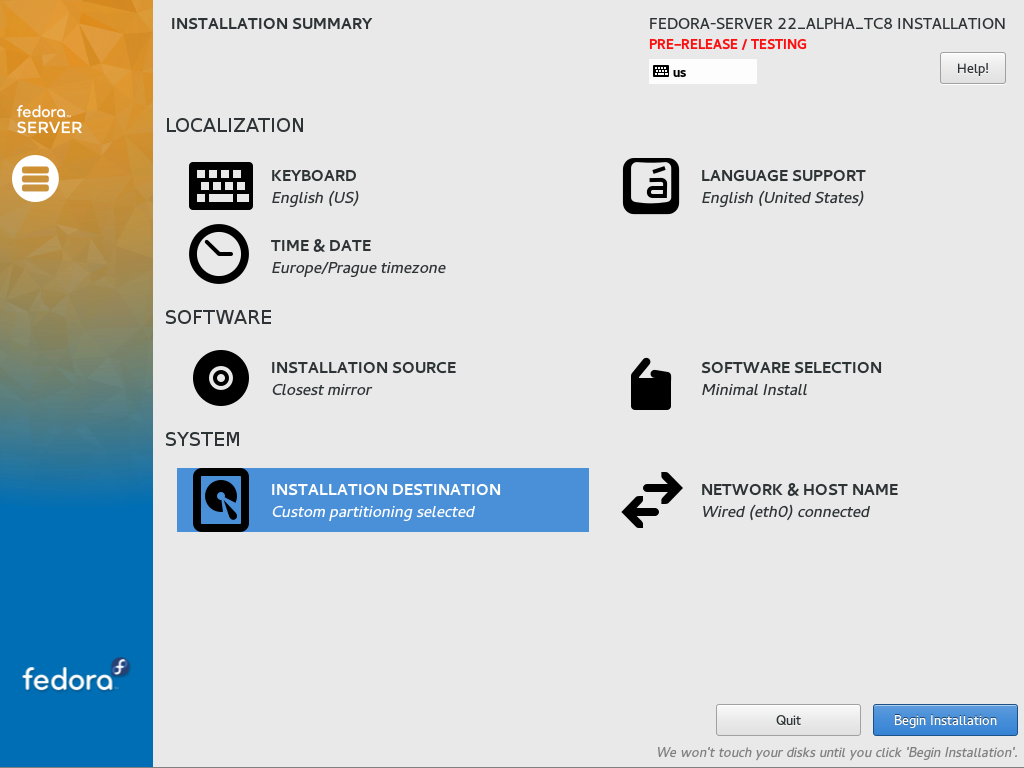 INSTALLATION SUMMARY
FEDORA-SERVER 22_ALPHA_TC8 INSTALLATION
PRE-RELEASE / TESTING
us
Help!
fedora
SERVER
LOCALIZATION
KEYBOARD
English (US)
LANGUAGE SUPPORT
English (United States)
TIME & DATE
Europe/Prague timezone
SOFTWARE
INSTALLATION SOURCE
Closest mirror
SOFTWARE SELECTION
Minimal Install
SYSTEM
INSTALLATION DESTINATION
Custom partitioning selected
NETWORK & HOST NAME
Wired (eth0) connected
fedora
Quit
Begin Installation
We won't touch your disks until you click 'Begin Installation'.